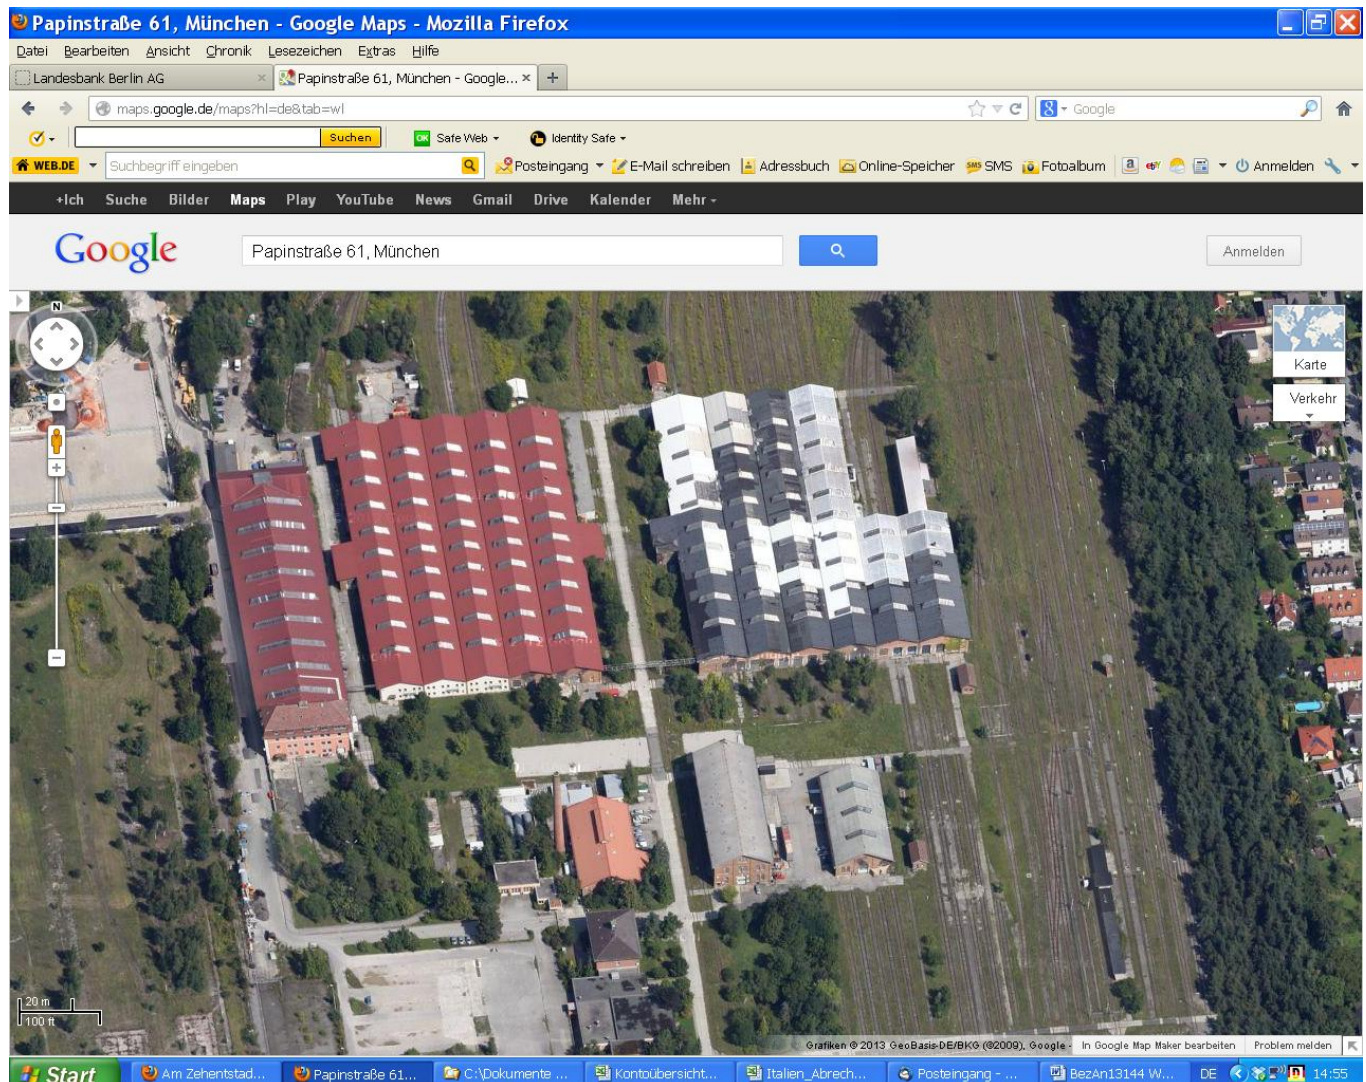 Papinstraße 61, München - Google Maps - Mozilla Firefox
Datei Bearbeiten Ansicht Chronik Lesezeichen Extras Hilfe
Landesbank Berlin AG × Papinstraße 61, München - Google... × +
maps.google.de/maps?hl=de&tab=wl Google
Suchen OK Safe Web Identity Safe
WEB.DE Suchbegriff eingeben Posteingang E-Mail schreiben Adressbuch Online-Speicher SMS SMS Fotoalbum a ebY Anmelden
+Ich Suche Bilder Maps Play YouTube News Gmail Drive Kalender Mehr
Google Papinstraße 61, München Anmelden
N
Karte
Verkehr
20 m
100 ft
Grafiken © 2013 GeoBasis-DE/BKG (©2009), Google - In Google Map Maker bearbeiten Problem melden
Start Am Zehentstad... Papinstraße 61... C:\Dokumente ... Kontoübersicht... Italien_Abrech... Posteingang - ... BezAn13144 W... DE 14:55